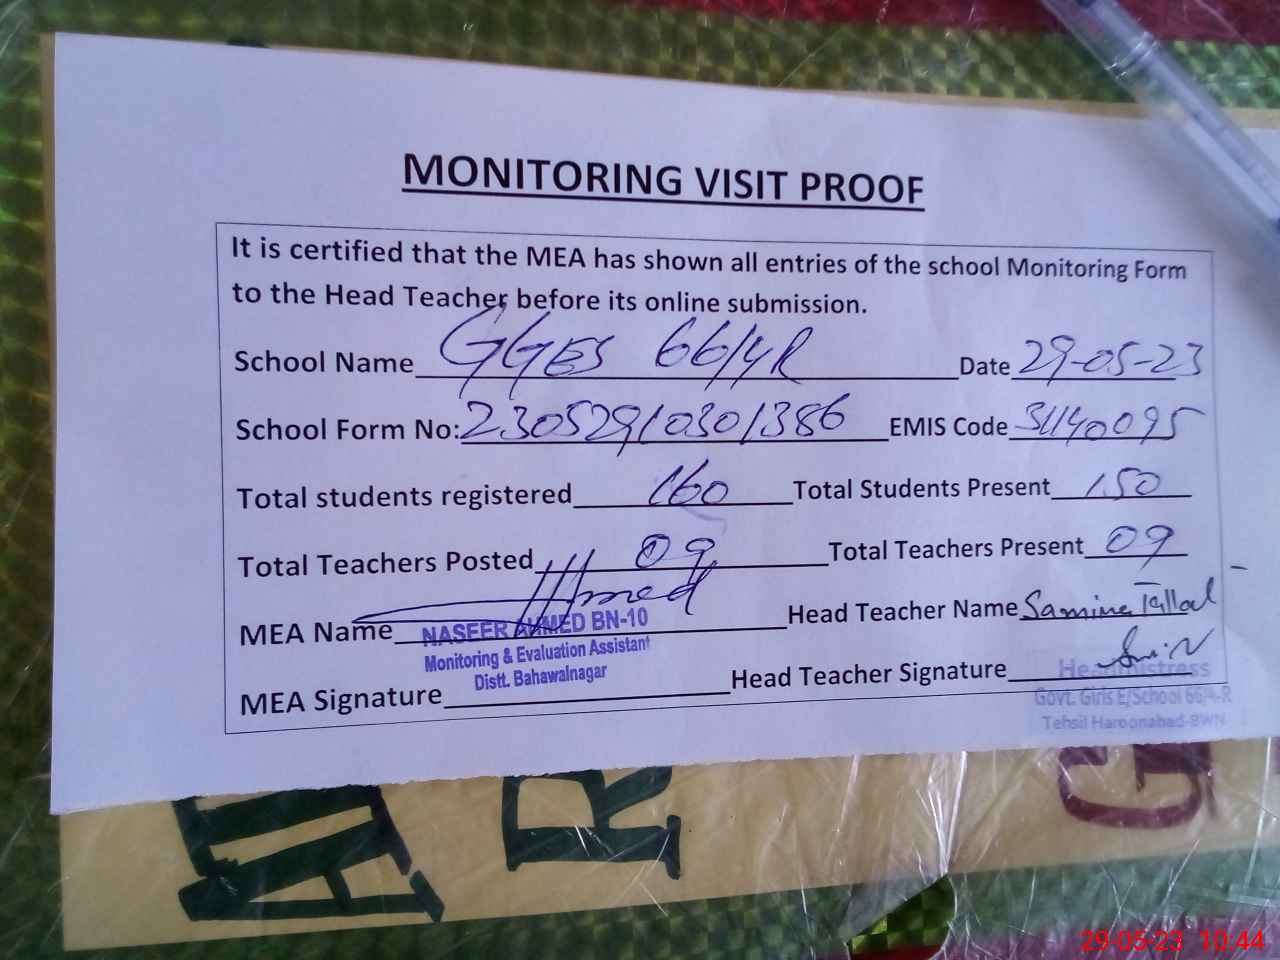 MONITORING VISIT PROOF
It is certified that the MEA has shown all entries of the school Monitoring Form
to the Head Teacher before its online submission.
School Name GGES 66/4R Date 29-05-23
School Form No: 230529/0301386 EMIS Code 31140095
Total students registered 160 Total Students Present 150
Total Teachers Posted 09 Total Teachers Present 09
MEA Name Ahmed Head Teacher Name Samina
NASEER AHMED BN-10
Monitoring & Evaluation Assistant
Distt. Bahawalnagar
MEA Signature Head Teacher Signature
Headmistress
Govt. Girls E/School 66/4-R
Tehsil Haroonabad-BWN
R G
29-05-23 10:44